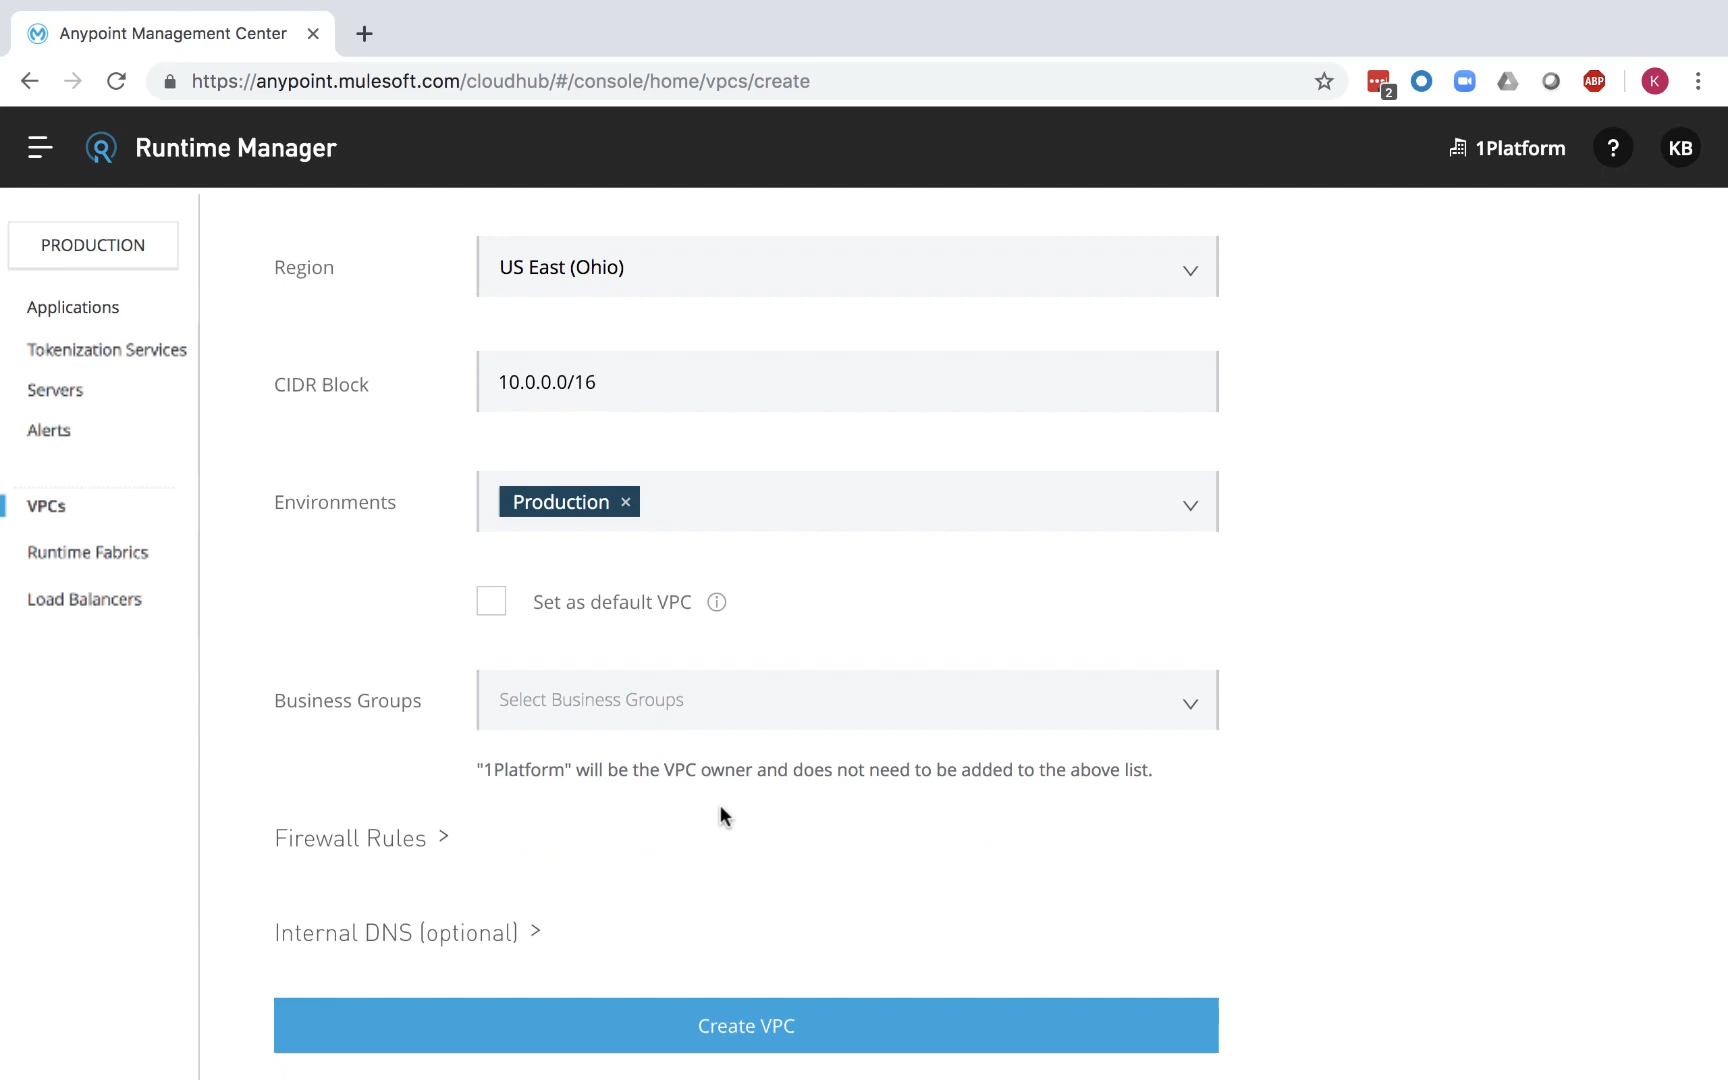 Anypoint Management Center
https://anypoint.mulesoft.com/cloudhub/#/console/home/vpcs/create
2
ABP
K
Runtime Manager
1Platform
?
KB
PRODUCTION
Applications
Tokenization Services
Servers
Alerts
VPCs
Runtime Fabrics
Load Balancers
Region
US East (Ohio)
CIDR Block
10.0.0.0/16
Environments
Production ×
Set as default VPC
Business Groups
Select Business Groups
"1Platform" will be the VPC owner and does not need to be added to the above list.
Firewall Rules >
Internal DNS (optional) >
Create VPC